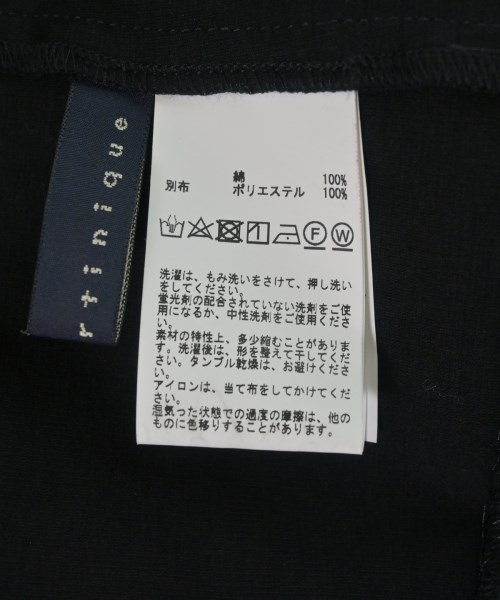 rtinique
綿 100%
別布 ポリエステル 100%
F W
洗濯は、もみ洗いをさけて、押し洗い
をしてください。
蛍光剤の配合されていない洗剤をご使
用になるか、中性洗剤をご使用くださ
い。
素材の特性上、多少縮むことがありま
す。洗濯後は、形を整えて干してくださ
い。タンブル乾燥は、お避けくださ
い。
アイロンは、当て布をしてかけてくだ
さい。
湿気った状態での過度の摩擦は、他の
ものに色移りすることがあります。